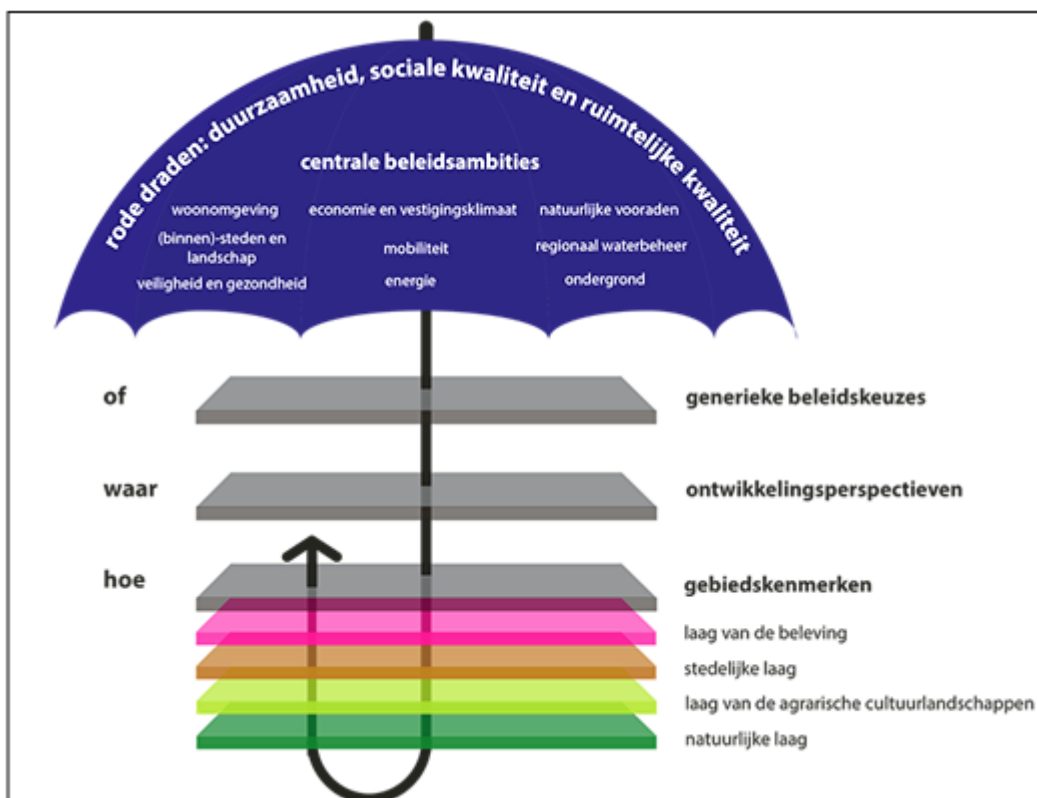 rode draden: duurzaamheid, sociale kwaliteit en ruimtelijke kwaliteit
centrale beleidsambities
woonomgeving
economie en vestigingsklimaat
natuurlijke vooraden
(binnen)-steden en
landschap
mobiliteit
regionaal waterbeheer
veiligheid en gezondheid
energie
ondergrond
of
generieke beleidskeuzes
waar
ontwikkelingsperspectieven
hoe
gebiedskenmerken
laag van de beleving
stedelijke laag
laag van de agrarische cultuurlandschappen
natuurlijke laag